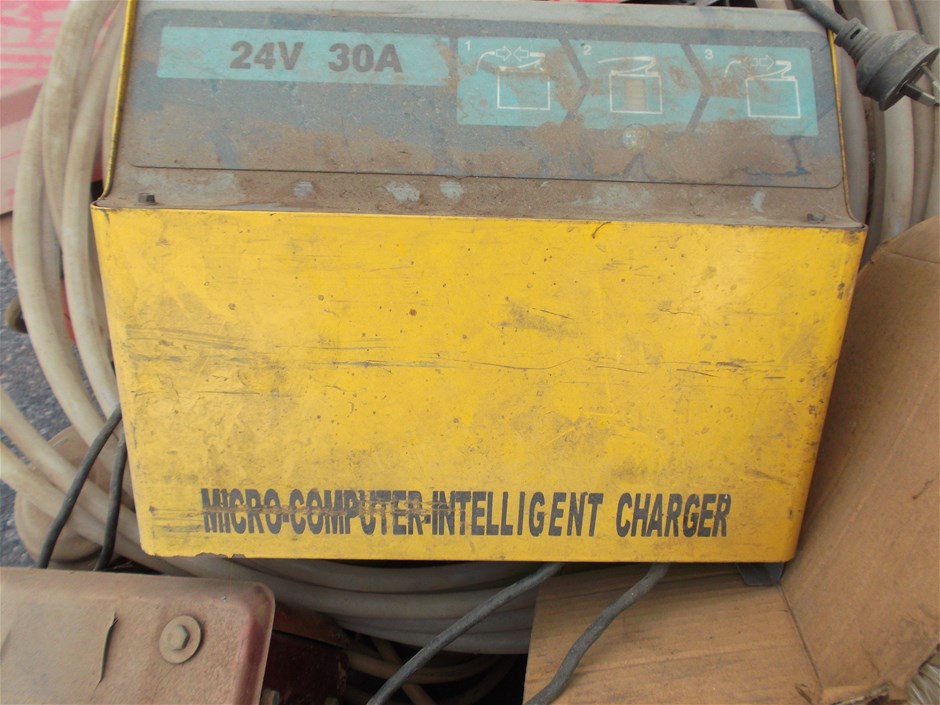 24V 30A
1 2 3
MICRO-COMPUTER-INTELLIGENT CHARGER